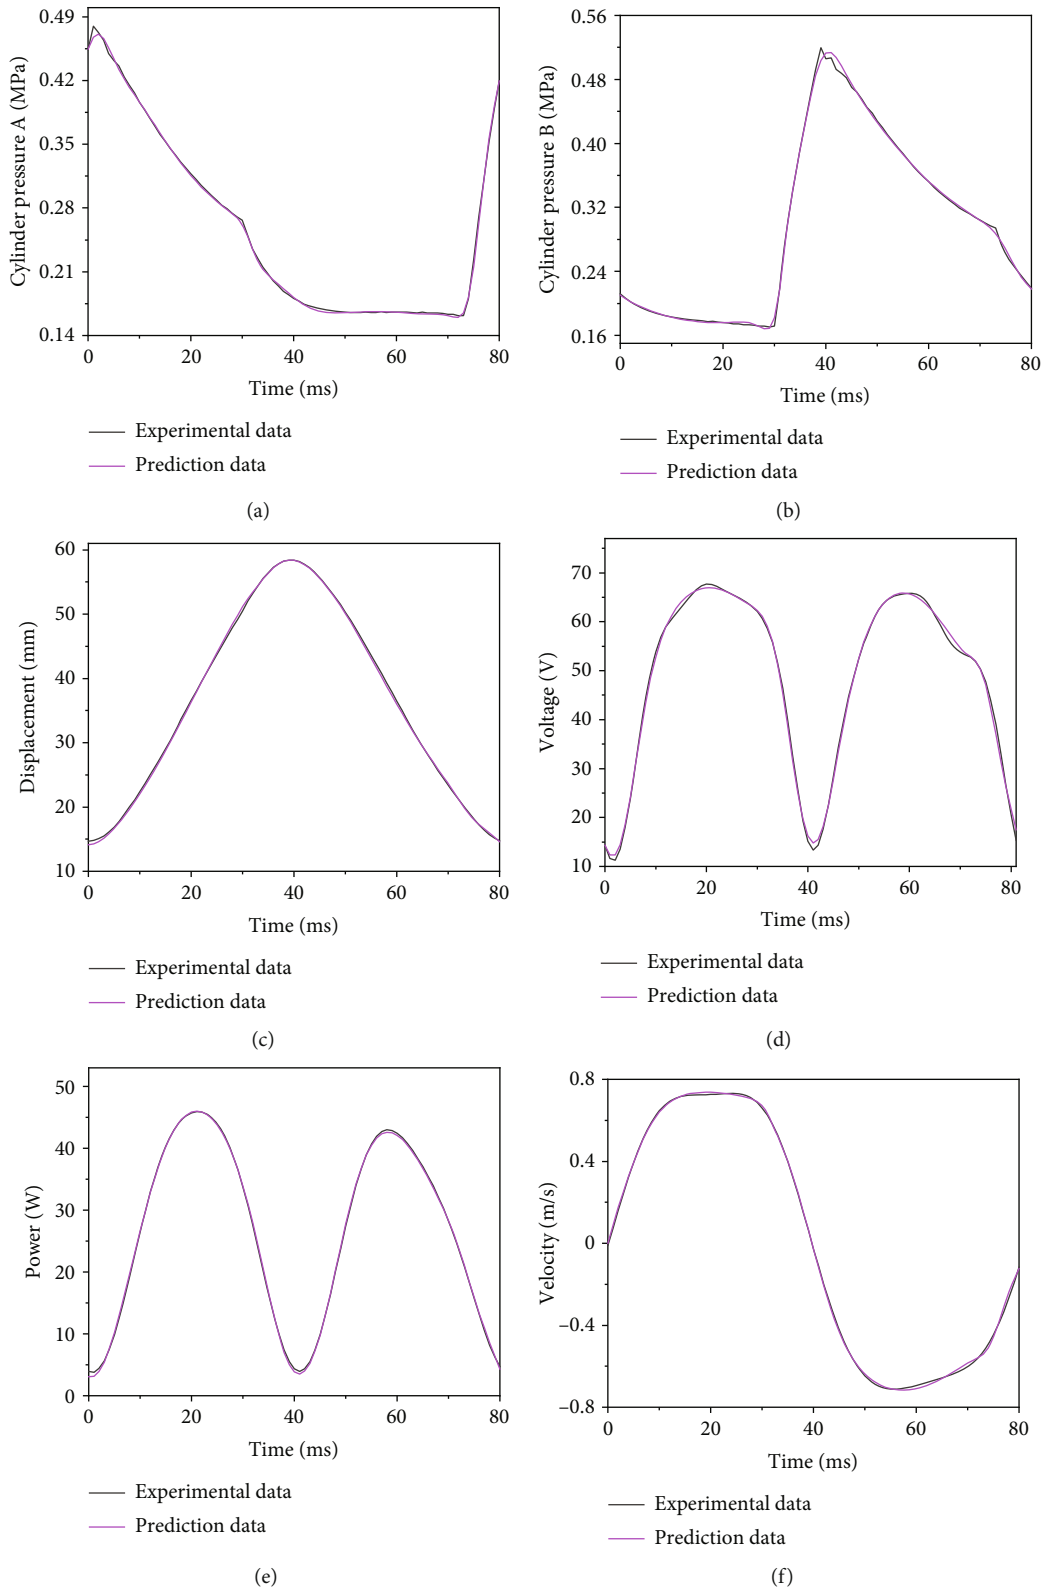 0.49
0.42
0.35
0.28
0.21
0.14
Cylinder pressure A (MPa)
0 20 40 60 80
Time (ms)
Experimental data
Prediction data
(a)
0.56
0.48
0.40
0.32
0.24
0.16
Cylinder pressure B (MPa)
0 20 40 60 80
Time (ms)
Experimental data
Prediction data
(b)
60
50
40
30
20
10
Displacement (mm)
0 20 40 60 80
Time (ms)
Experimental data
Prediction data
(c)
70
60
50
40
30
20
10
Voltage (V)
0 20 40 60 80
Time (ms)
Experimental data
Prediction data
(d)
50
40
30
20
10
0
Power (W)
0 20 40 60 80
Time (ms)
Experimental data
Prediction data
(e)
0.8
0.4
0
−0.4
−0.8
Velocity (m/s)
0 20 40 60 80
Time (ms)
Experimental data
Prediction data
(f)